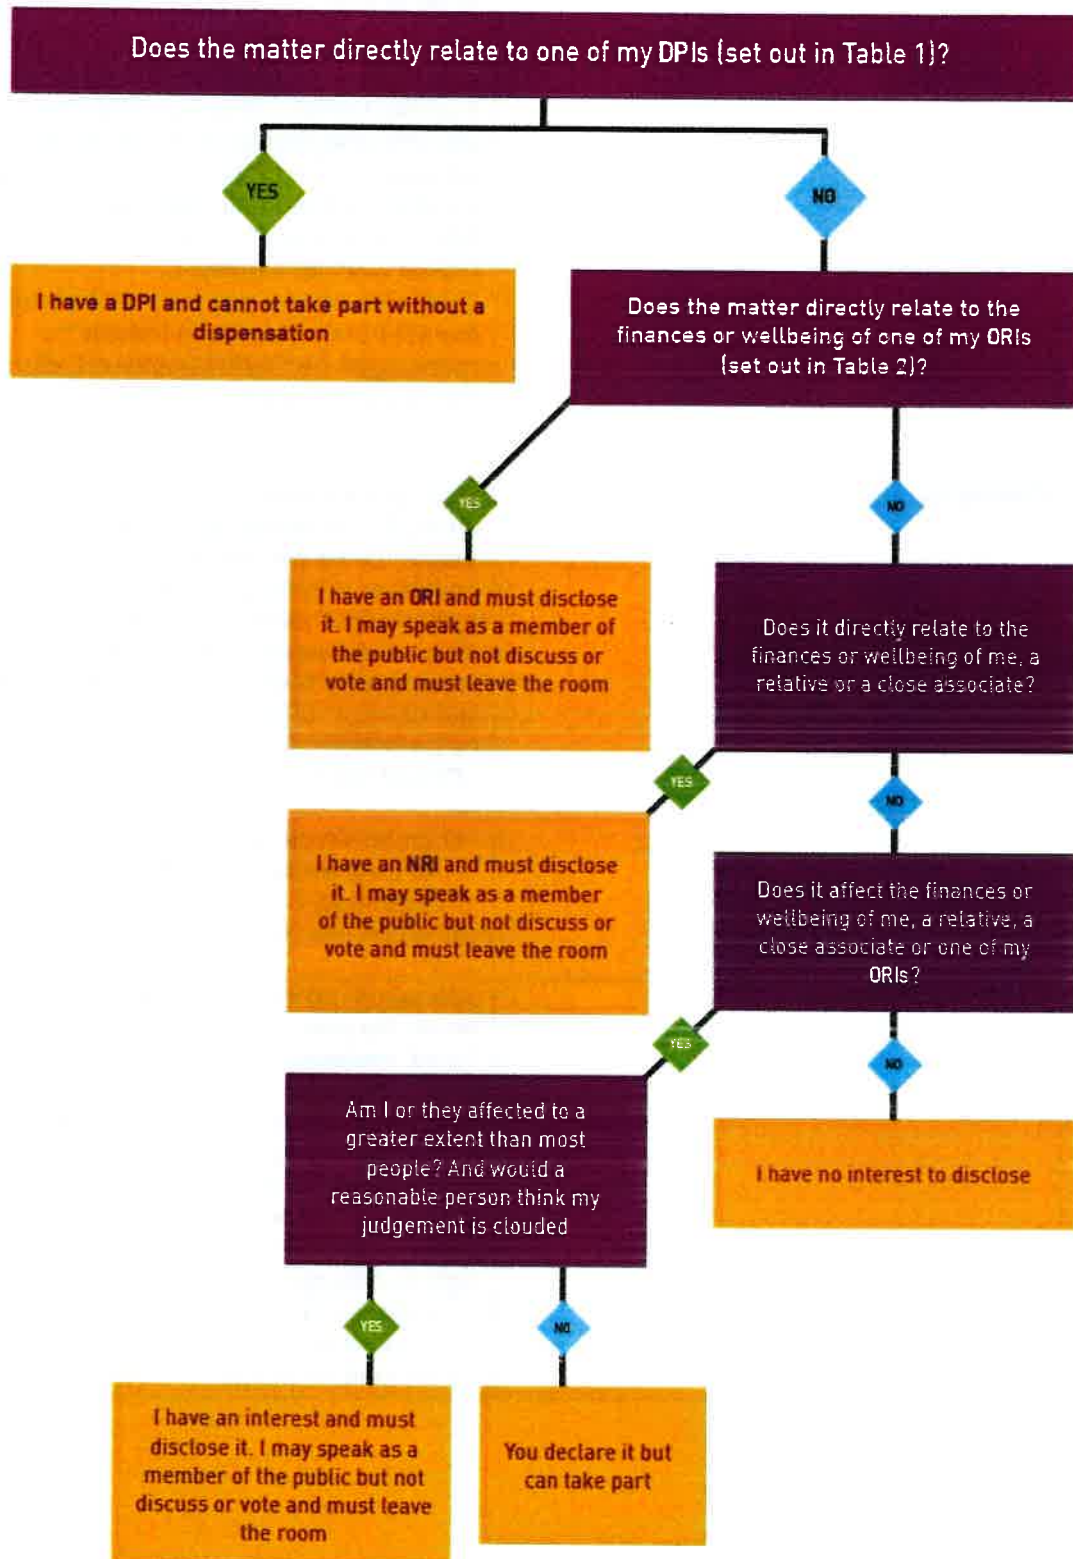 Does the matter directly relate to one of my DPIs (set out in Table 1)?
YES
NO
I have a DPI and cannot take part without a
dispensation
Does the matter directly relate to the
finances or wellbeing of one of my ORIs
(set out in Table 2)?
YES
NO
I have an ORI and must disclose
it. I may speak as a member of
the public but not discuss or
vote and must leave the room
Does it directly relate to the
finances or wellbeing of me, a
relative or a close associate?
YES
NO
I have an NRI and must disclose
it. I may speak as a member
of the public but not discuss or
vote and must leave the room
Does it affect the finances or
wellbeing of me, a relative, a
close associate or one of my
ORIs?
YES
NO
Am I or they affected to a
greater extent than most
people? And would a
reasonable person think my
judgement is clouded
I have no interest to disclose
YES
NO
I have an interest and must
disclose it. I may speak as a
member of the public but not
discuss or vote and must leave
the room
You declare it but
can take part